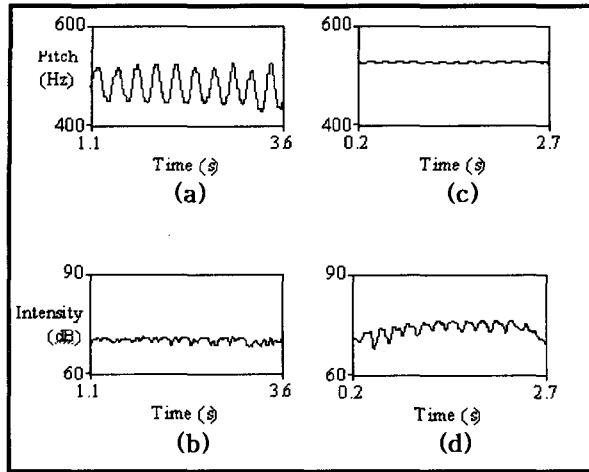 600
Pitch
(Hz)
400
1.1
3.6
Time (s)
(a)
600
400
0.2
2.7
Time (s)
(c)
90
Intensity
(dB)
60
1.1
3.6
Time (s)
(b)
90
60
0.2
2.7
Time (s)
(d)